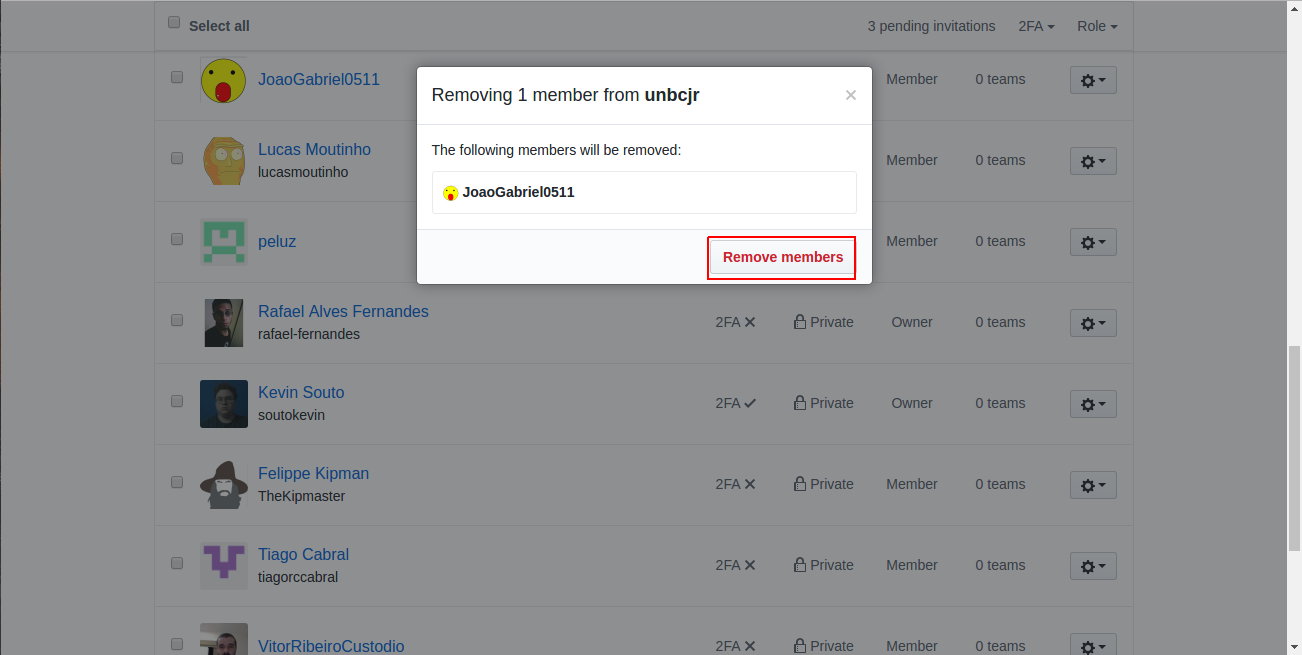 Select all
3 pending invitations 2FA Role
JoaoGabriel0511
Member 0 teams
Removing 1 member from unbcjr ×
The following members will be removed:
JoaoGabriel0511
Remove members
Lucas Moutinho
lucasmoutinho
Member 0 teams
peluz
Member 0 teams
Rafael Alves Fernandes
rafael-fernandes
2FA Private Owner 0 teams
Kevin Souto
soutokevin
2FA Private Owner 0 teams
Felippe Kipman
TheKipmaster
2FA Private Member 0 teams
Tiago Cabral
tiagorccabral
2FA Private Member 0 teams
VitorRibeiroCustodio
2FA Private Member 0 teams